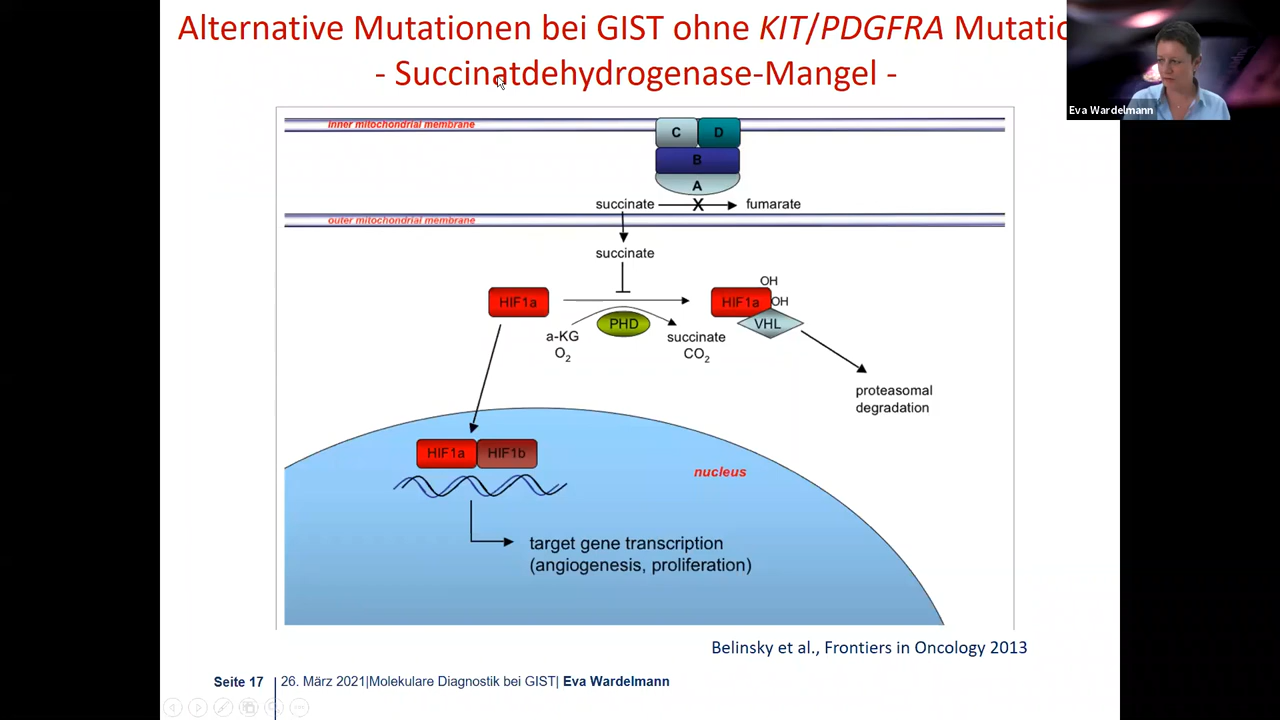 Alternative Mutationen bei GIST ohne KIT/PDGFRA Mutatio
- Succinatdehydrogenase-Mangel -
Eva Wardelmann
inner mitochondrial membrane
C D
B
A
succinate fumarate
X
outer mitochondrial membrane
succinate
OH
HIF1a HIF1a OH
PHD VHL
a-KG succinate
O2 CO2
proteasomal
degradation
HIF1a HIF1b
nucleus
target gene transcription
(angiogenesis, proliferation)
Belinsky et al., Frontiers in Oncology 2013
Seite 17 26. März 2021|Molekulare Diagnostik bei GIST| Eva Wardelmann